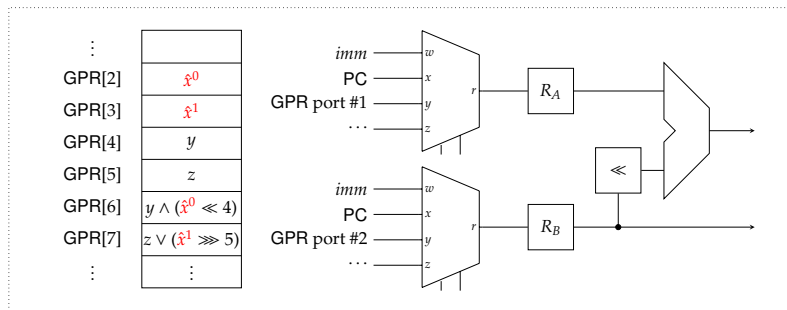 ⋮
GPR[2] x̂⁰
GPR[3] x̂¹
GPR[4] y
GPR[5] z
GPR[6] y ∧ (x̂⁰ ≪ 4)
GPR[7] z ∨ (x̂¹ ⋙ 5)
⋮ ⋮
imm w
PC x
GPR port #1 y
⋯ z
r
R_A
≪
imm w
PC x
GPR port #2 y
⋯ z
r
R_B